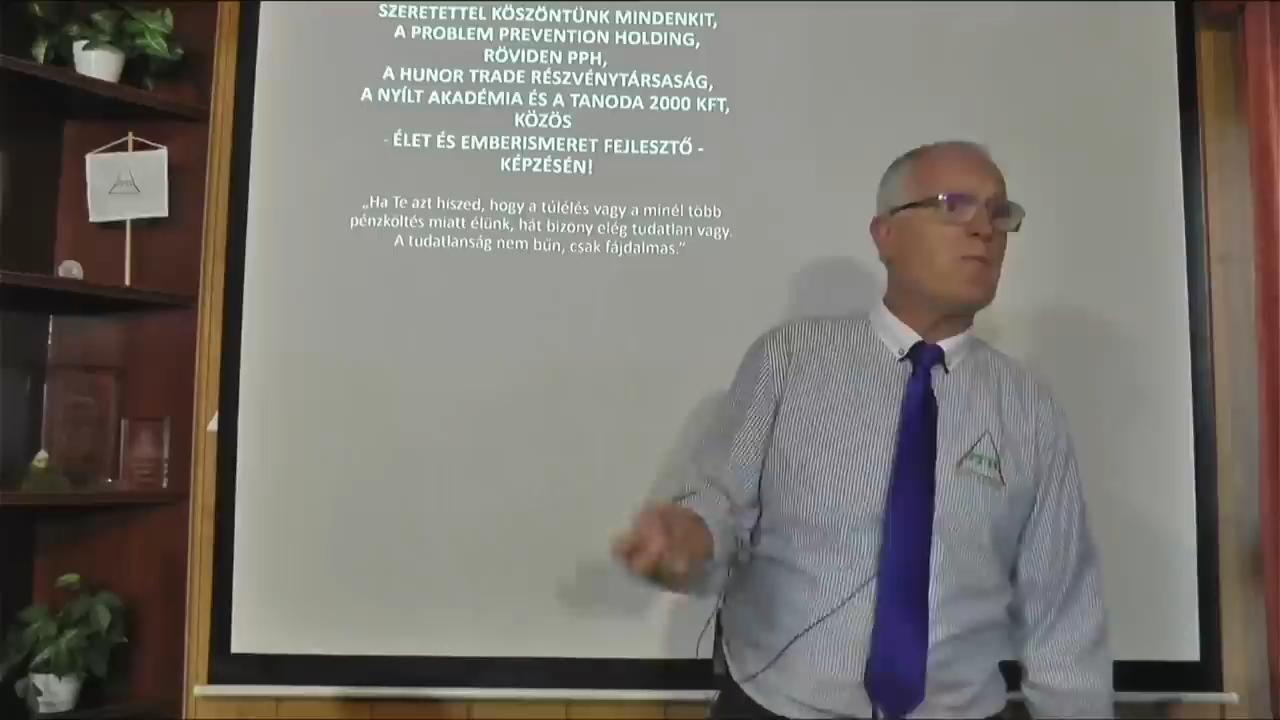 SZERETETTEL KÖSZÖNTÜNK MINDENKIT,
A PROBLEM PREVENTION HOLDING,
RÖVIDEN PPH,
A HUNOR TRADE RÉSZVÉNYTÁRSASÁG,
A NYÍLT AKADÉMIA ÉS A TANODA 2000 KFT,
KÖZÖS
- ÉLET ÉS EMBERISMERET FEJLESZTŐ -
KÉPZÉSÉN!
„Ha Te azt hiszed, hogy a túlélés vagy a minél több
pénzköltés miatt élünk, hát bizony elég tudatlan vagy.
A tudatlanság nem bűn, csak fájdalmas.”